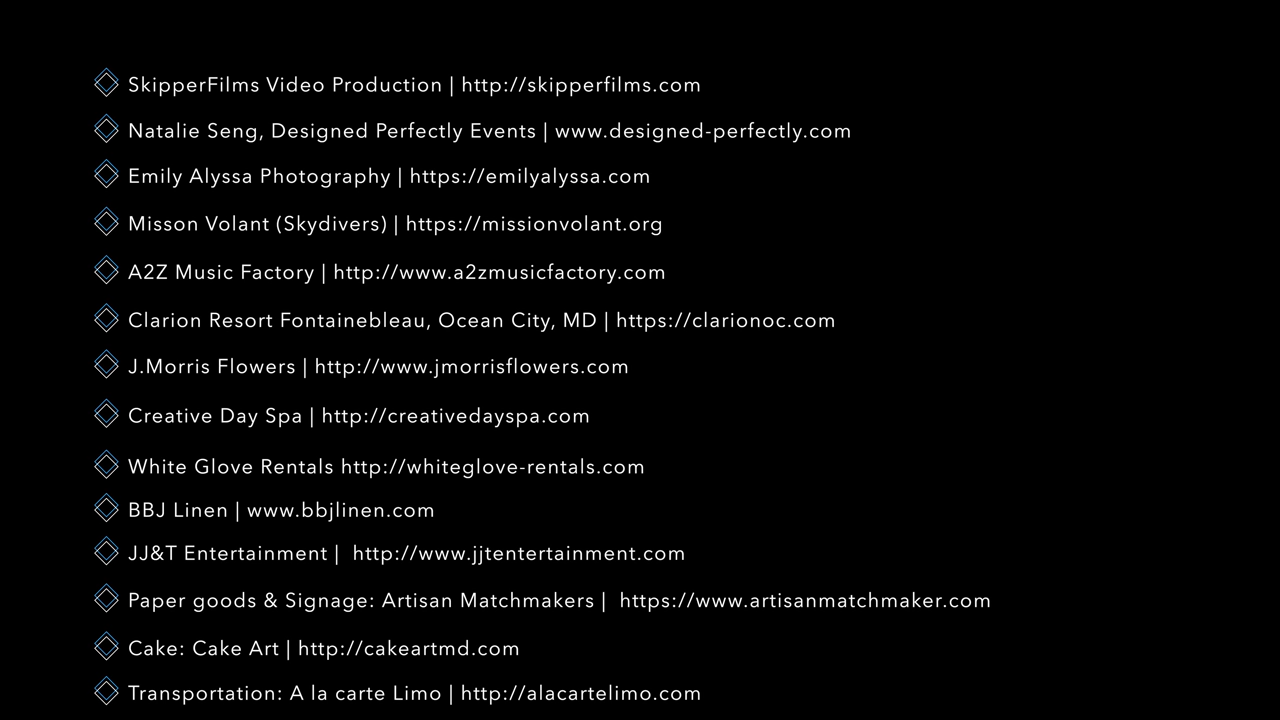 SkipperFilms Video Production | http://skipperfilms.com
Natalie Seng, Designed Perfectly Events | www.designed-perfectly.com
Emily Alyssa Photography | https://emilyalyssa.com
Misson Volant (Skydivers) | https://missionvolant.org
A2Z Music Factory | http://www.a2zmusicfactory.com
Clarion Resort Fontainebleau, Ocean City, MD | https://clarionoc.com
J.Morris Flowers | http://www.jmorrisflowers.com
Creative Day Spa | http://creativedayspa.com
White Glove Rentals http://whiteglove-rentals.com
BBJ Linen | www.bbjlinen.com
JJ&T Entertainment |  http://www.jjtentertainment.com
Paper goods & Signage: Artisan Matchmakers |  https://www.artisanmatchmaker.com
Cake: Cake Art | http://cakeartmd.com
Transportation: A la carte Limo | http://alacartelimo.com